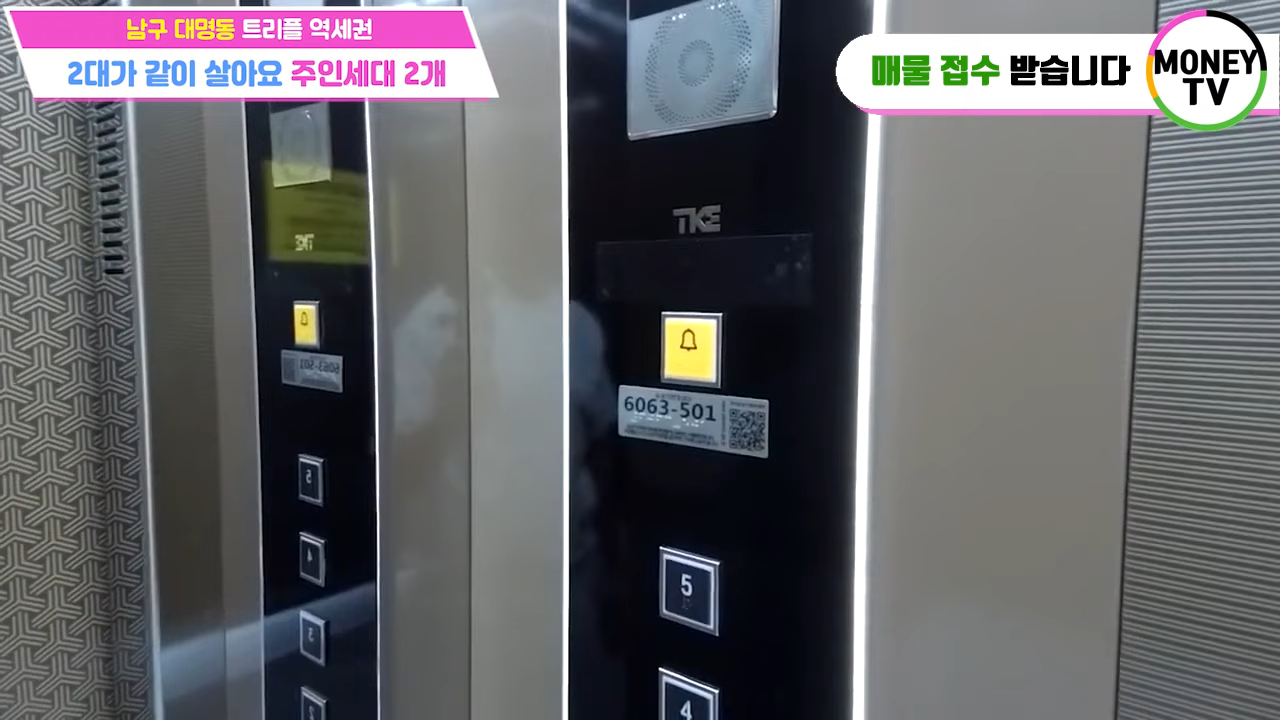 남구 대명동 트리플 역세권
2대가 같이 살아요 주인세대 2개
매물 접수 받습니다
MONEY
TV
TKE
6063-501
5
4